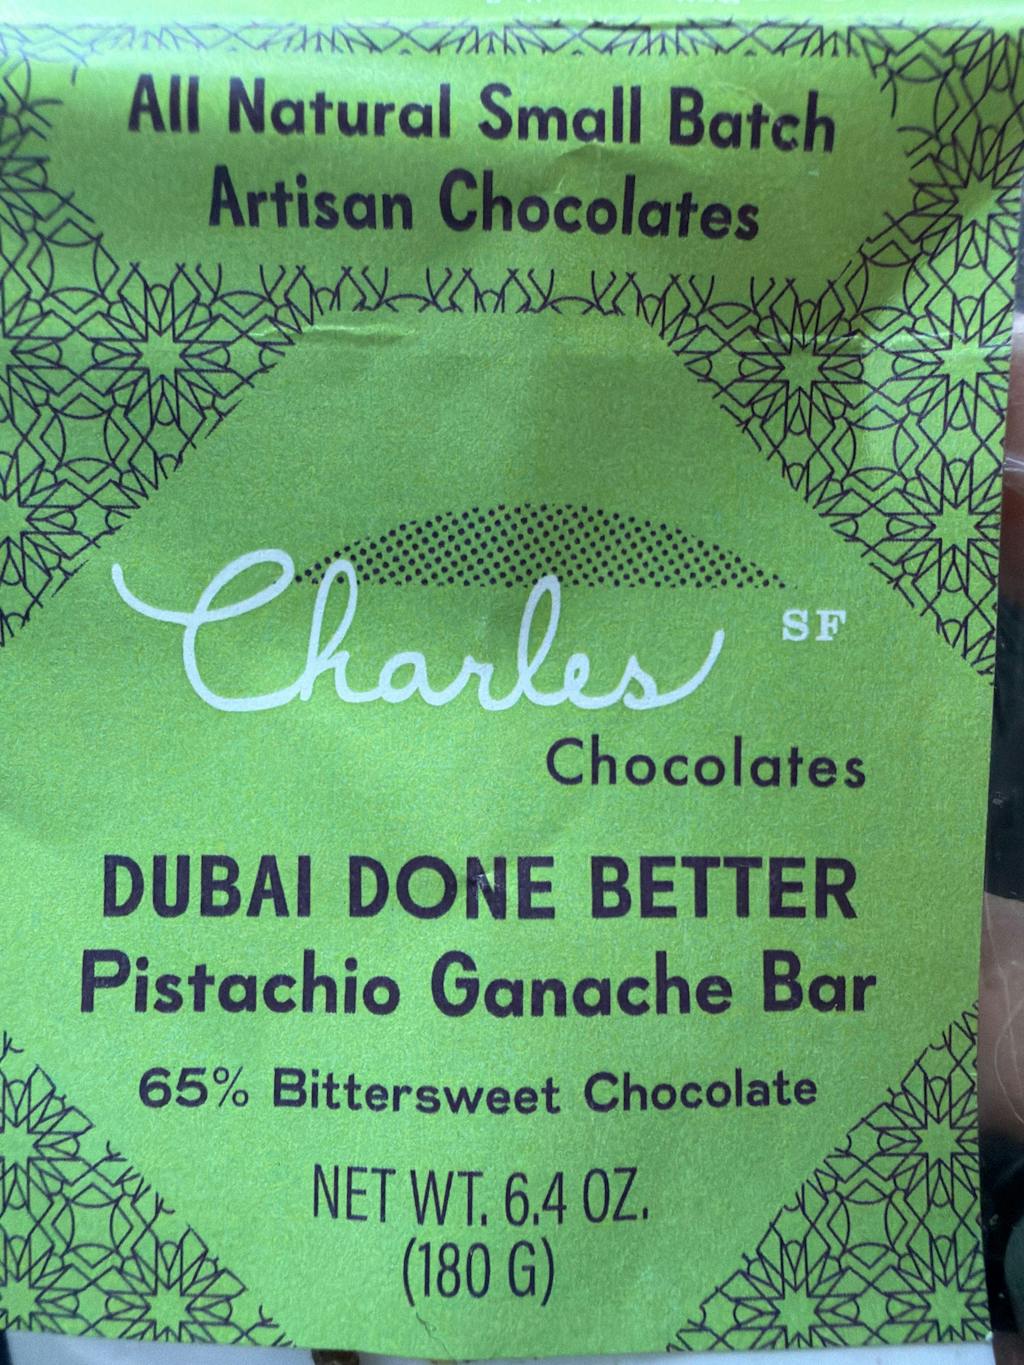 All Natural Small Batch
Artisan Chocolates
Charles
SF
Chocolates
DUBAI DONE BETTER
Pistachio Ganache Bar
65% Bittersweet Chocolate
NET WT. 6.4 OZ.
(180 G)